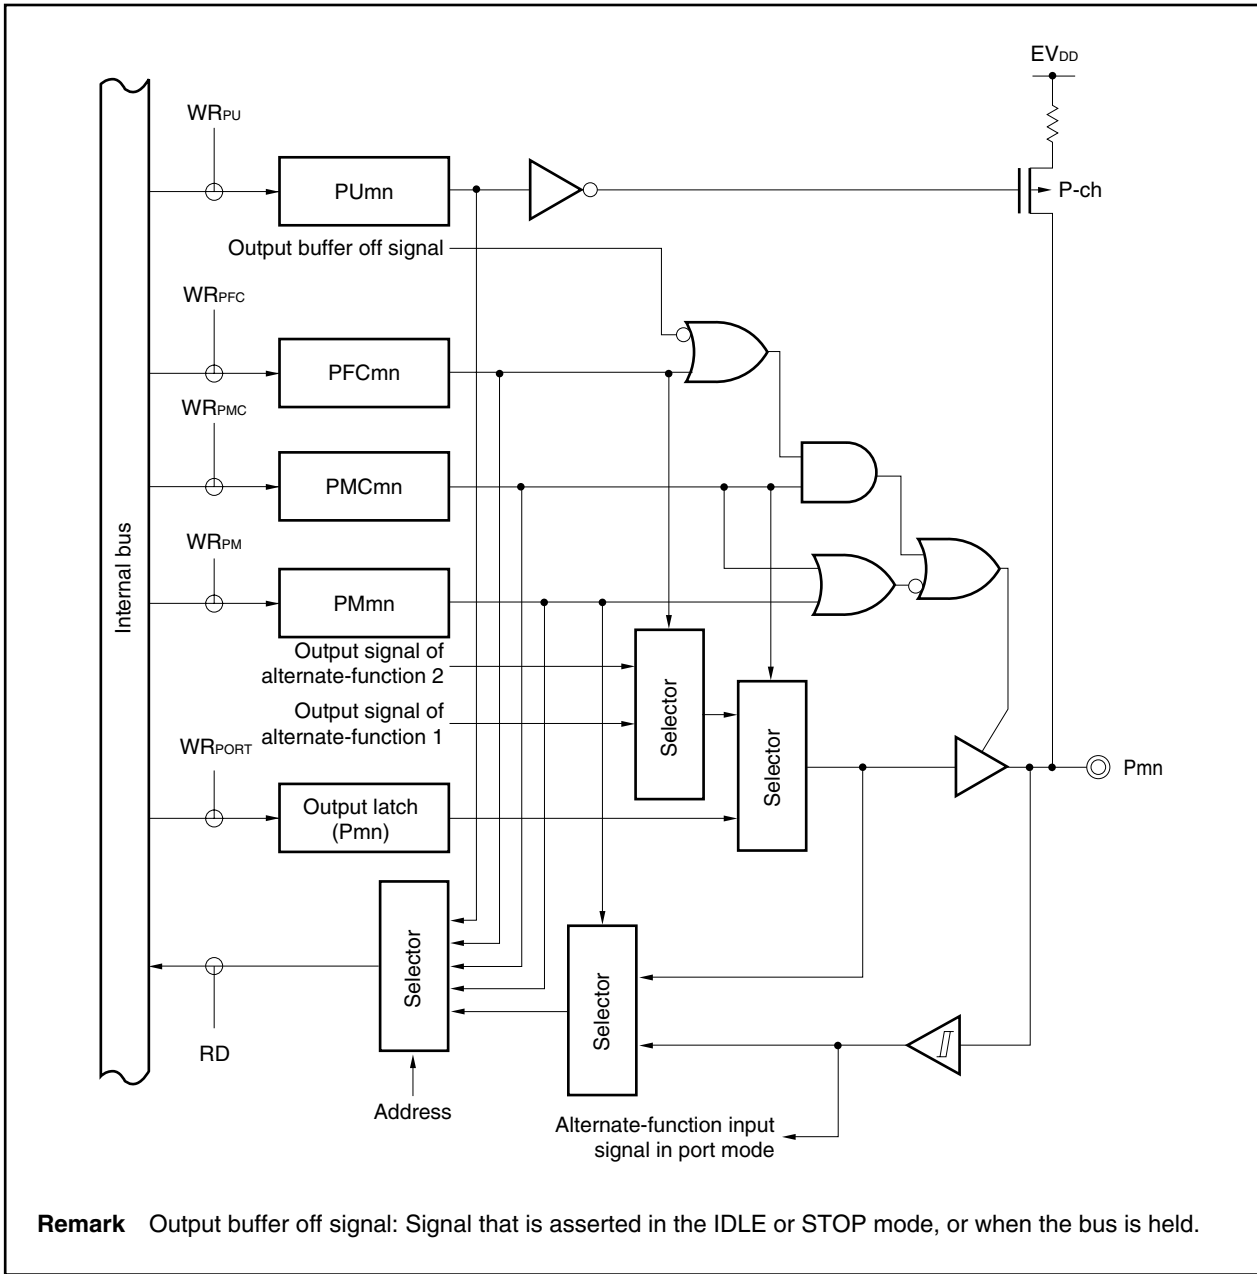 EVDD
WRPU
PUmn
P-ch
Output buffer off signal
WRPFC
PFCmn
WRPMC
PMCmn
Internal bus
WRPM
PMmn
Output signal of
alternate-function 2
Output signal of
alternate-function 1
Selector
Selector
WRPORT
Pmn
Output latch
(Pmn)
Selector
Selector
RD
Address
Alternate-function input
signal in port mode
Remark Output buffer off signal: Signal that is asserted in the IDLE or STOP mode, or when the bus is held.